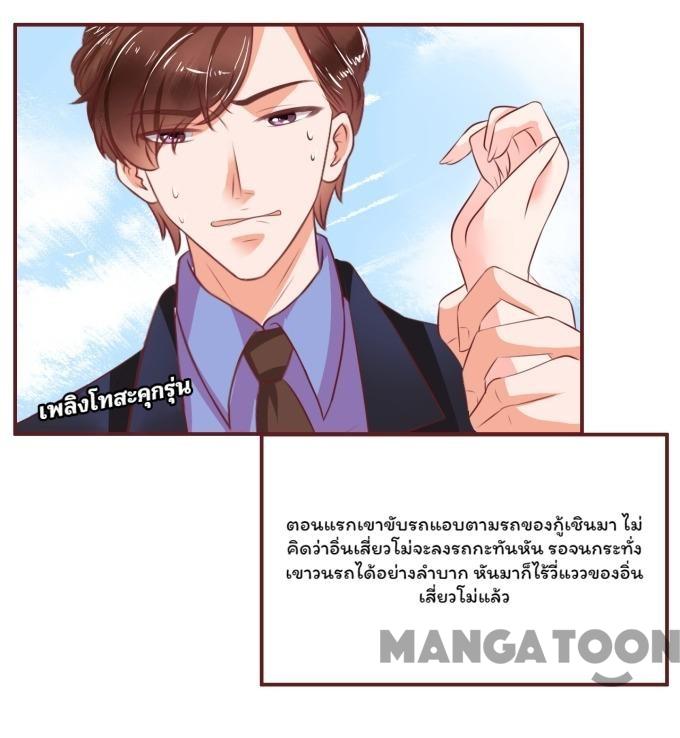 เพลิงโทสะคุกรุ่น
ตอนแรกเขาขับรถแอบตามรถของกู้เชินมา ไม่
คิดว่าอิ่นเสี่ยวโม่จะลงรถกะทันหัน รอจนกระทั่ง
เขาวนรถได้อย่างลำบาก หันมาก็ไร้วี่แววของอิ่น
เสี่ยวโม่แล้ว
MANGATOON